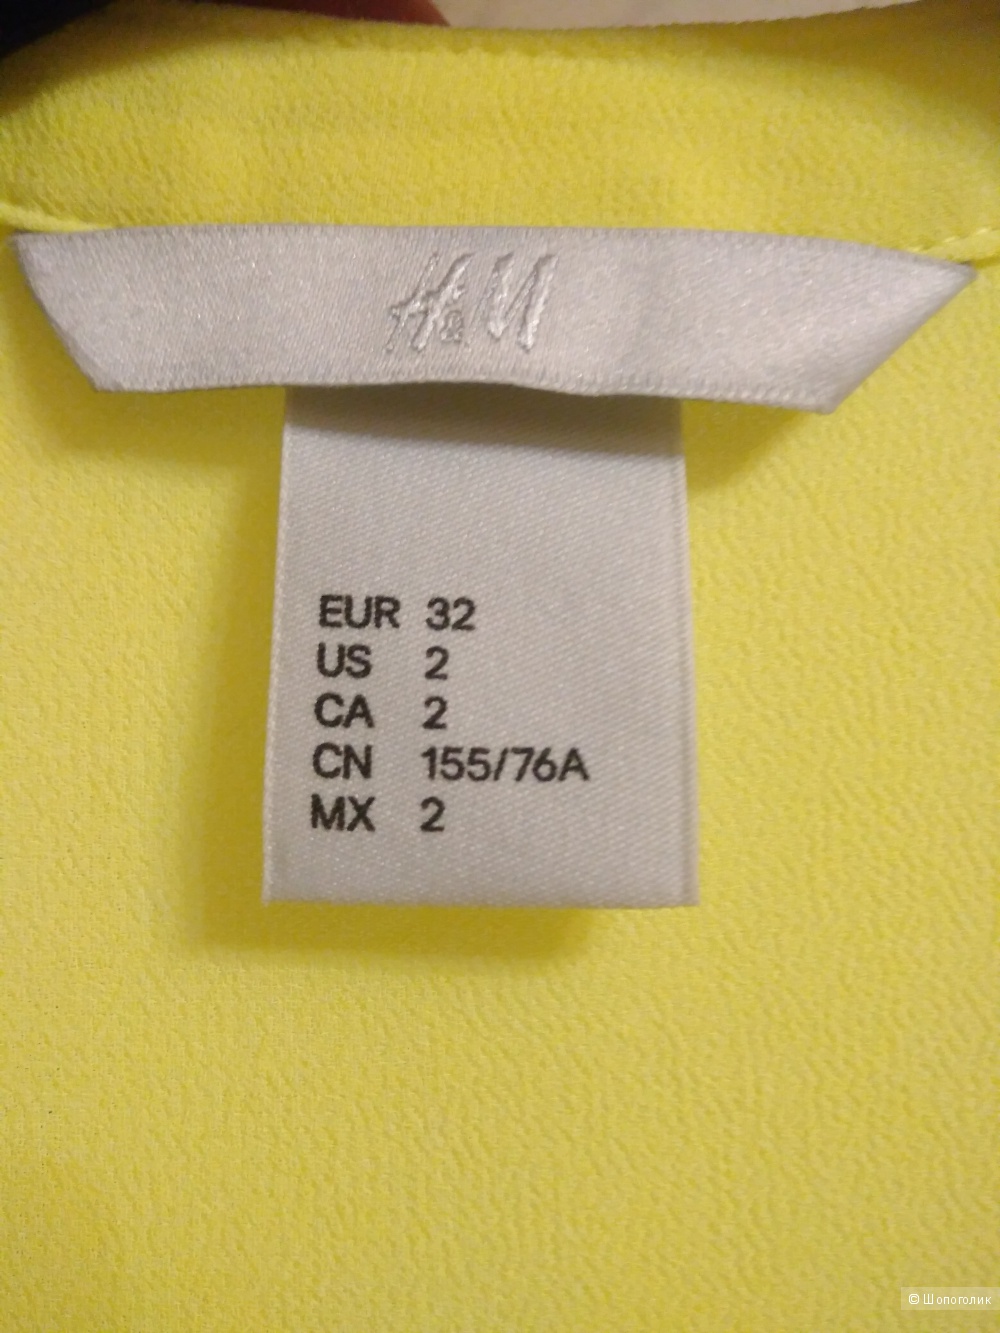 H&M
EUR 32
US 2
CA 2
CN 155/76A
MX 2
© Шопоголик